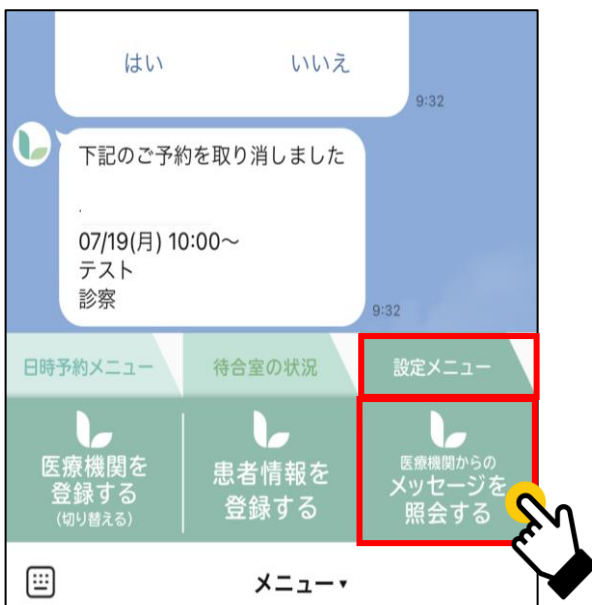 はい いいえ
9:32
下記のご予約を取り消しました
.
07/19(月) 10:00～
テスト
診察
9:32
日時予約メニュー 待合室の状況 設定メニュー
医療機関を
登録する
(切り替える)
患者情報を
登録する
医療機関からの
メッセージを
照会する
メニュー▾